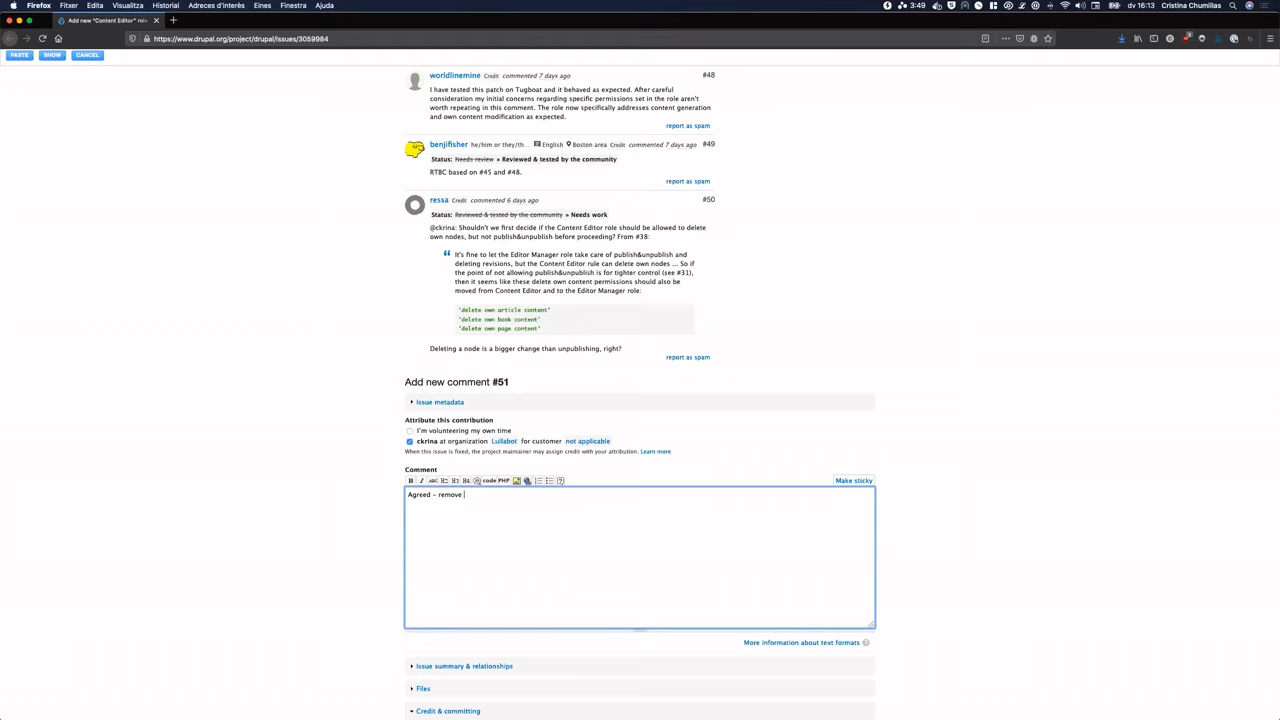 Firefox Fitxer Edita Visualitza Historial Adreces d'interès Eines Finestra Ajuda
3:49 dv 16:13 Cristina Chumillas
Add new "Content Editor" role
https://www.drupal.org/project/drupal/issues/3059984
PASTE SHOW CANCEL
worldlinemine Credit commented 7 days ago #48
I have tested this patch on Tugboat and it behaved as expected. After careful
consideration my initial concerns regarding specific permissions set in the role aren't
worth repeating in this comment. The role now specifically addresses content generation
and own content modification as expected.
report as spam
benjifisher he/him or they/th... English Boston area Credit commented 7 days ago #49
Status: Needs review » Reviewed & tested by the community
RTBC based on #45 and #48.
report as spam
ressa Credit commented 6 days ago #50
Status: Reviewed & tested by the community » Needs work
@ckrina: Shouldn't we first decide if the Content Editor role should be allowed to delete
own nodes, but not publish&unpublish before proceeding? From #38:
It's fine to let the Editor Manager role take care of publish&unpublish and
deleting revisions, but the Content Editor rule can delete own nodes ... So if
the point of not allowing publish&unpublish is for tighter control (see #31),
then it seems like these delete own content permissions should also be
moved from Content Editor and to the Editor Manager role:
'delete own article content'
'delete own book content'
'delete own page content'
Deleting a node is a bigger change than unpublishing, right?
report as spam
Add new comment #51
Issue metadata
Attribute this contribution
I'm volunteering my own time
ckrina at organization Lullabot for customer not applicable
When this issue is fixed, the project maintainer may assign credit with your attribution. Learn more
Comment
B I ABC H2 H3 H4 code PHP Make sticky
Agreed - remove
More information about text formats
Issue summary & relationships
Files
Credit & committing